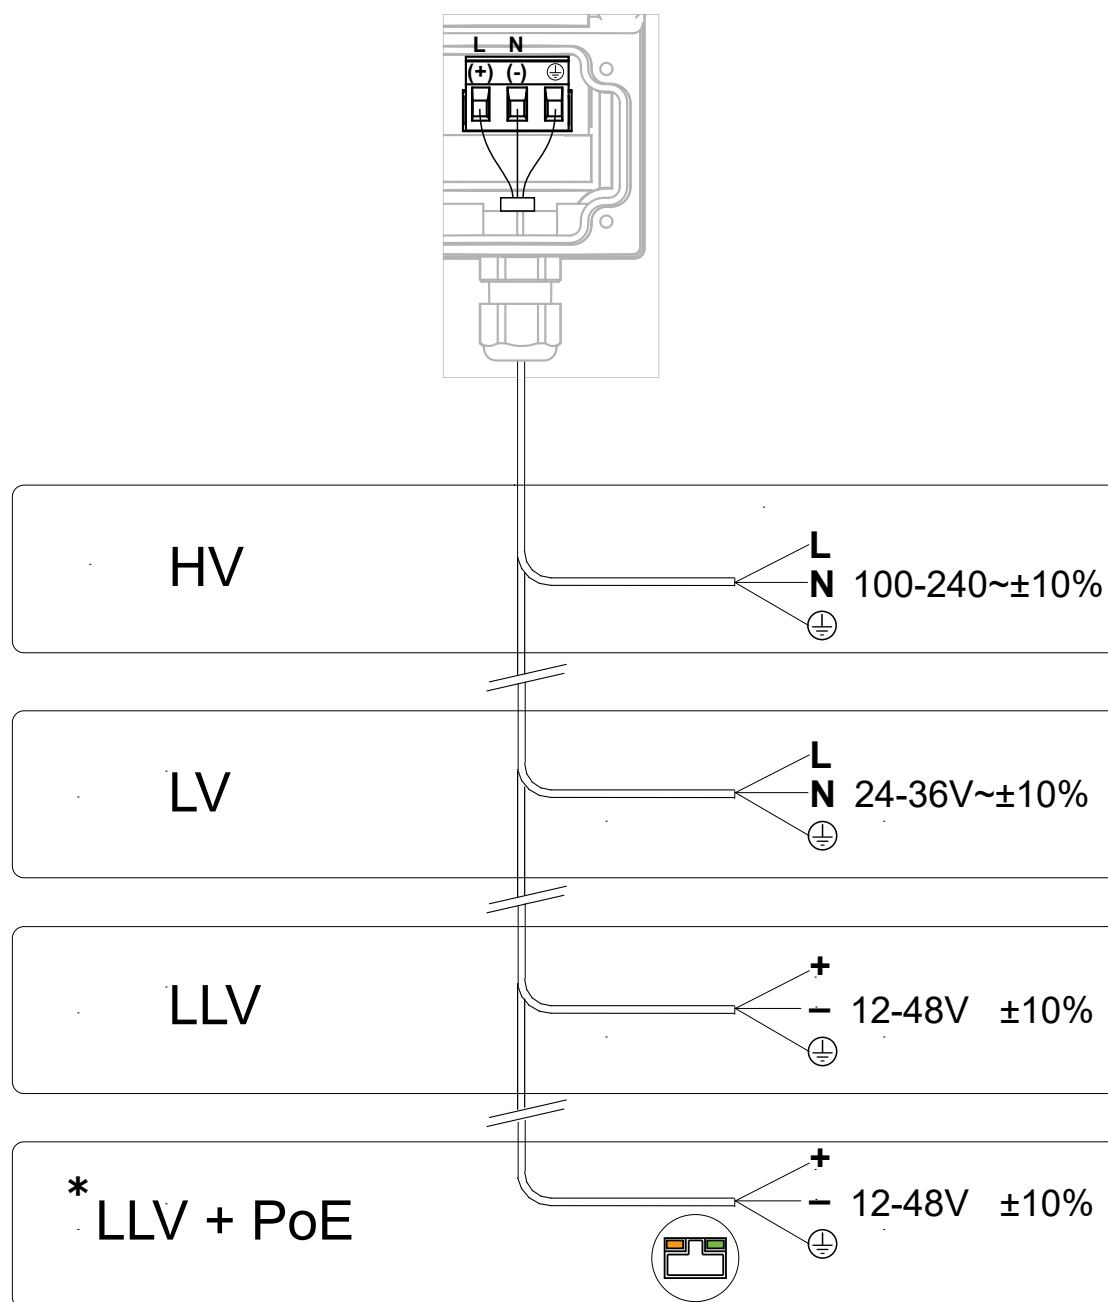 L N
(+) (-)
HV
L
N 100-240~±10%
LV
L
N 24-36V~±10%
LLV
+
– 12-48V ±10%
*LLV + PoE
+
– 12-48V ±10%